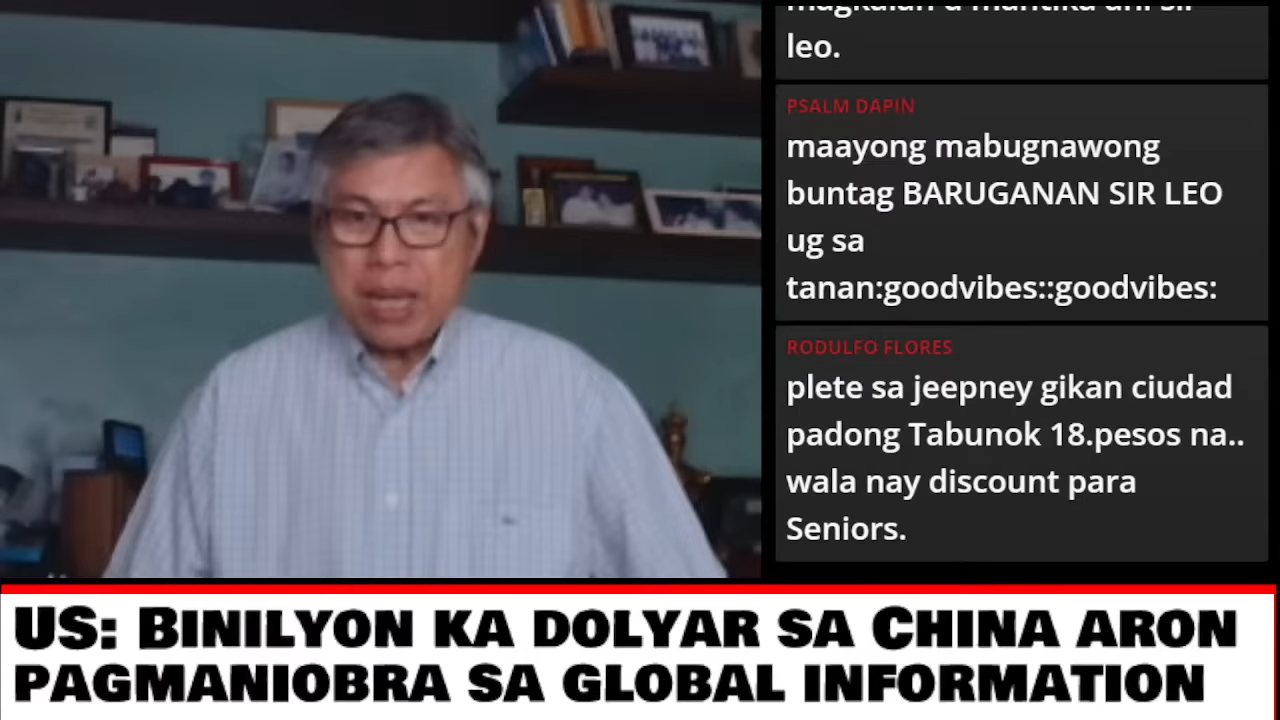 leo.
PSALM DAPIN
maayong mabugnawong
buntag BARUGANAN SIR LEO
ug sa
tanan:goodvibes::goodvibes:
RODULFO FLORES
plete sa jeepney gikan ciudad
padong Tabunok 18.pesos na..
wala nay discount para
Seniors.
US: BINILYON KA DOLYAR SA CHINA ARON
PAGMANIOBRA SA GLOBAL INFORMATION